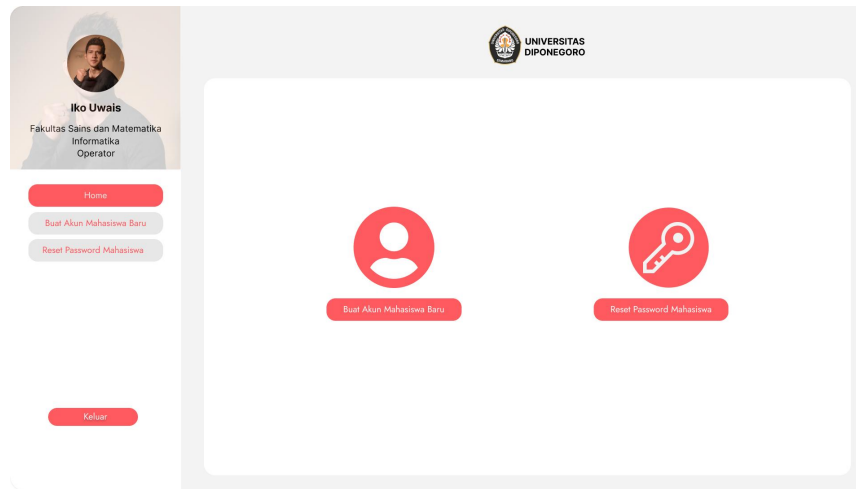 UNIVERSITAS
DIPONEGORO
Iko Uwais
Fakultas Sains dan Matematika
Informatika
Operator
Home
Buat Akun Mahasiswa Baru
Reset Password Mahasiswa
Buat Akun Mahasiswa Baru
Reset Password Mahasiswa
Keluar